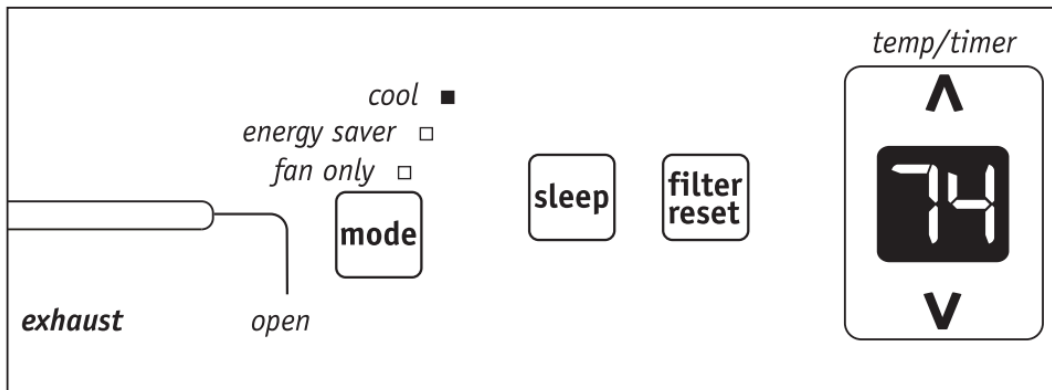 temp/timer
cool
energy saver
fan only
mode
sleep
filter
reset
74
exhaust
open